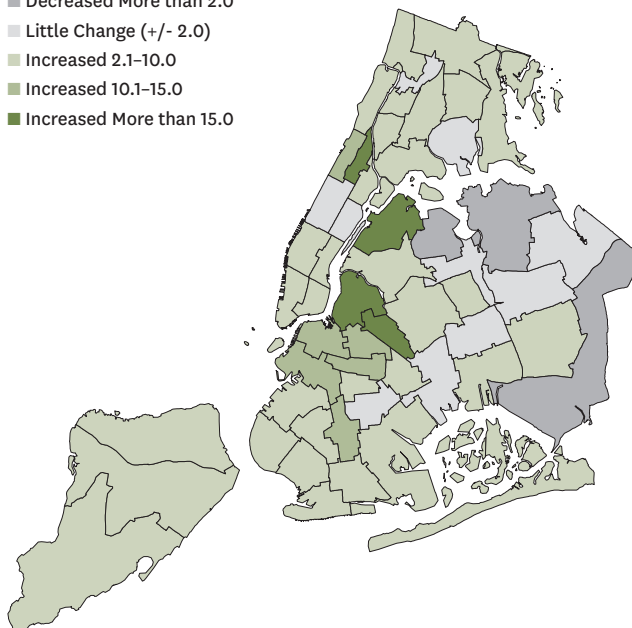 Decreased More than 2.0
Little Change (+/- 2.0)
Increased 2.1–10.0
Increased 10.1–15.0
Increased More than 15.0